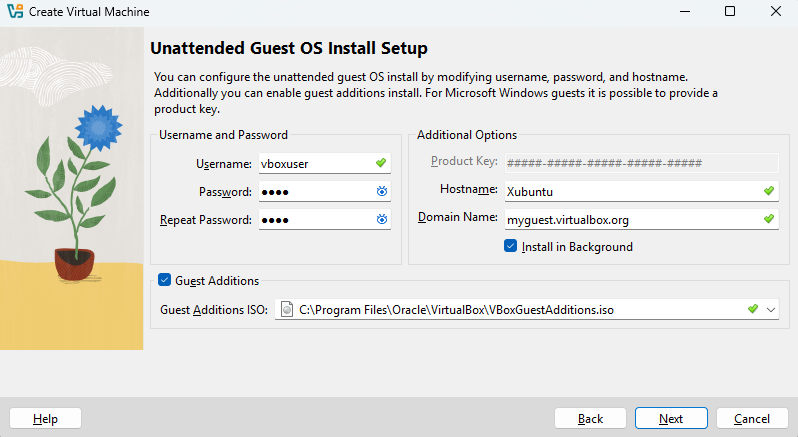 Create Virtual Machine
Unattended Guest OS Install Setup
You can configure the unattended guest OS install by modifying username, password, and hostname.
Additionally you can enable guest additions install. For Microsoft Windows guests it is possible to provide a
product key.
Username and Password
Username: vboxuser
Password: ●●●●
Repeat Password: ●●●●
Additional Options
Product Key: #####-#####-#####-#####-#####
Hostname: Xubuntu
Domain Name: myguest.virtualbox.org
Install in Background
Guest Additions
Guest Additions ISO: C:\Program Files\Oracle\VirtualBox\VBoxGuestAdditions.iso
Help
Back
Next
Cancel